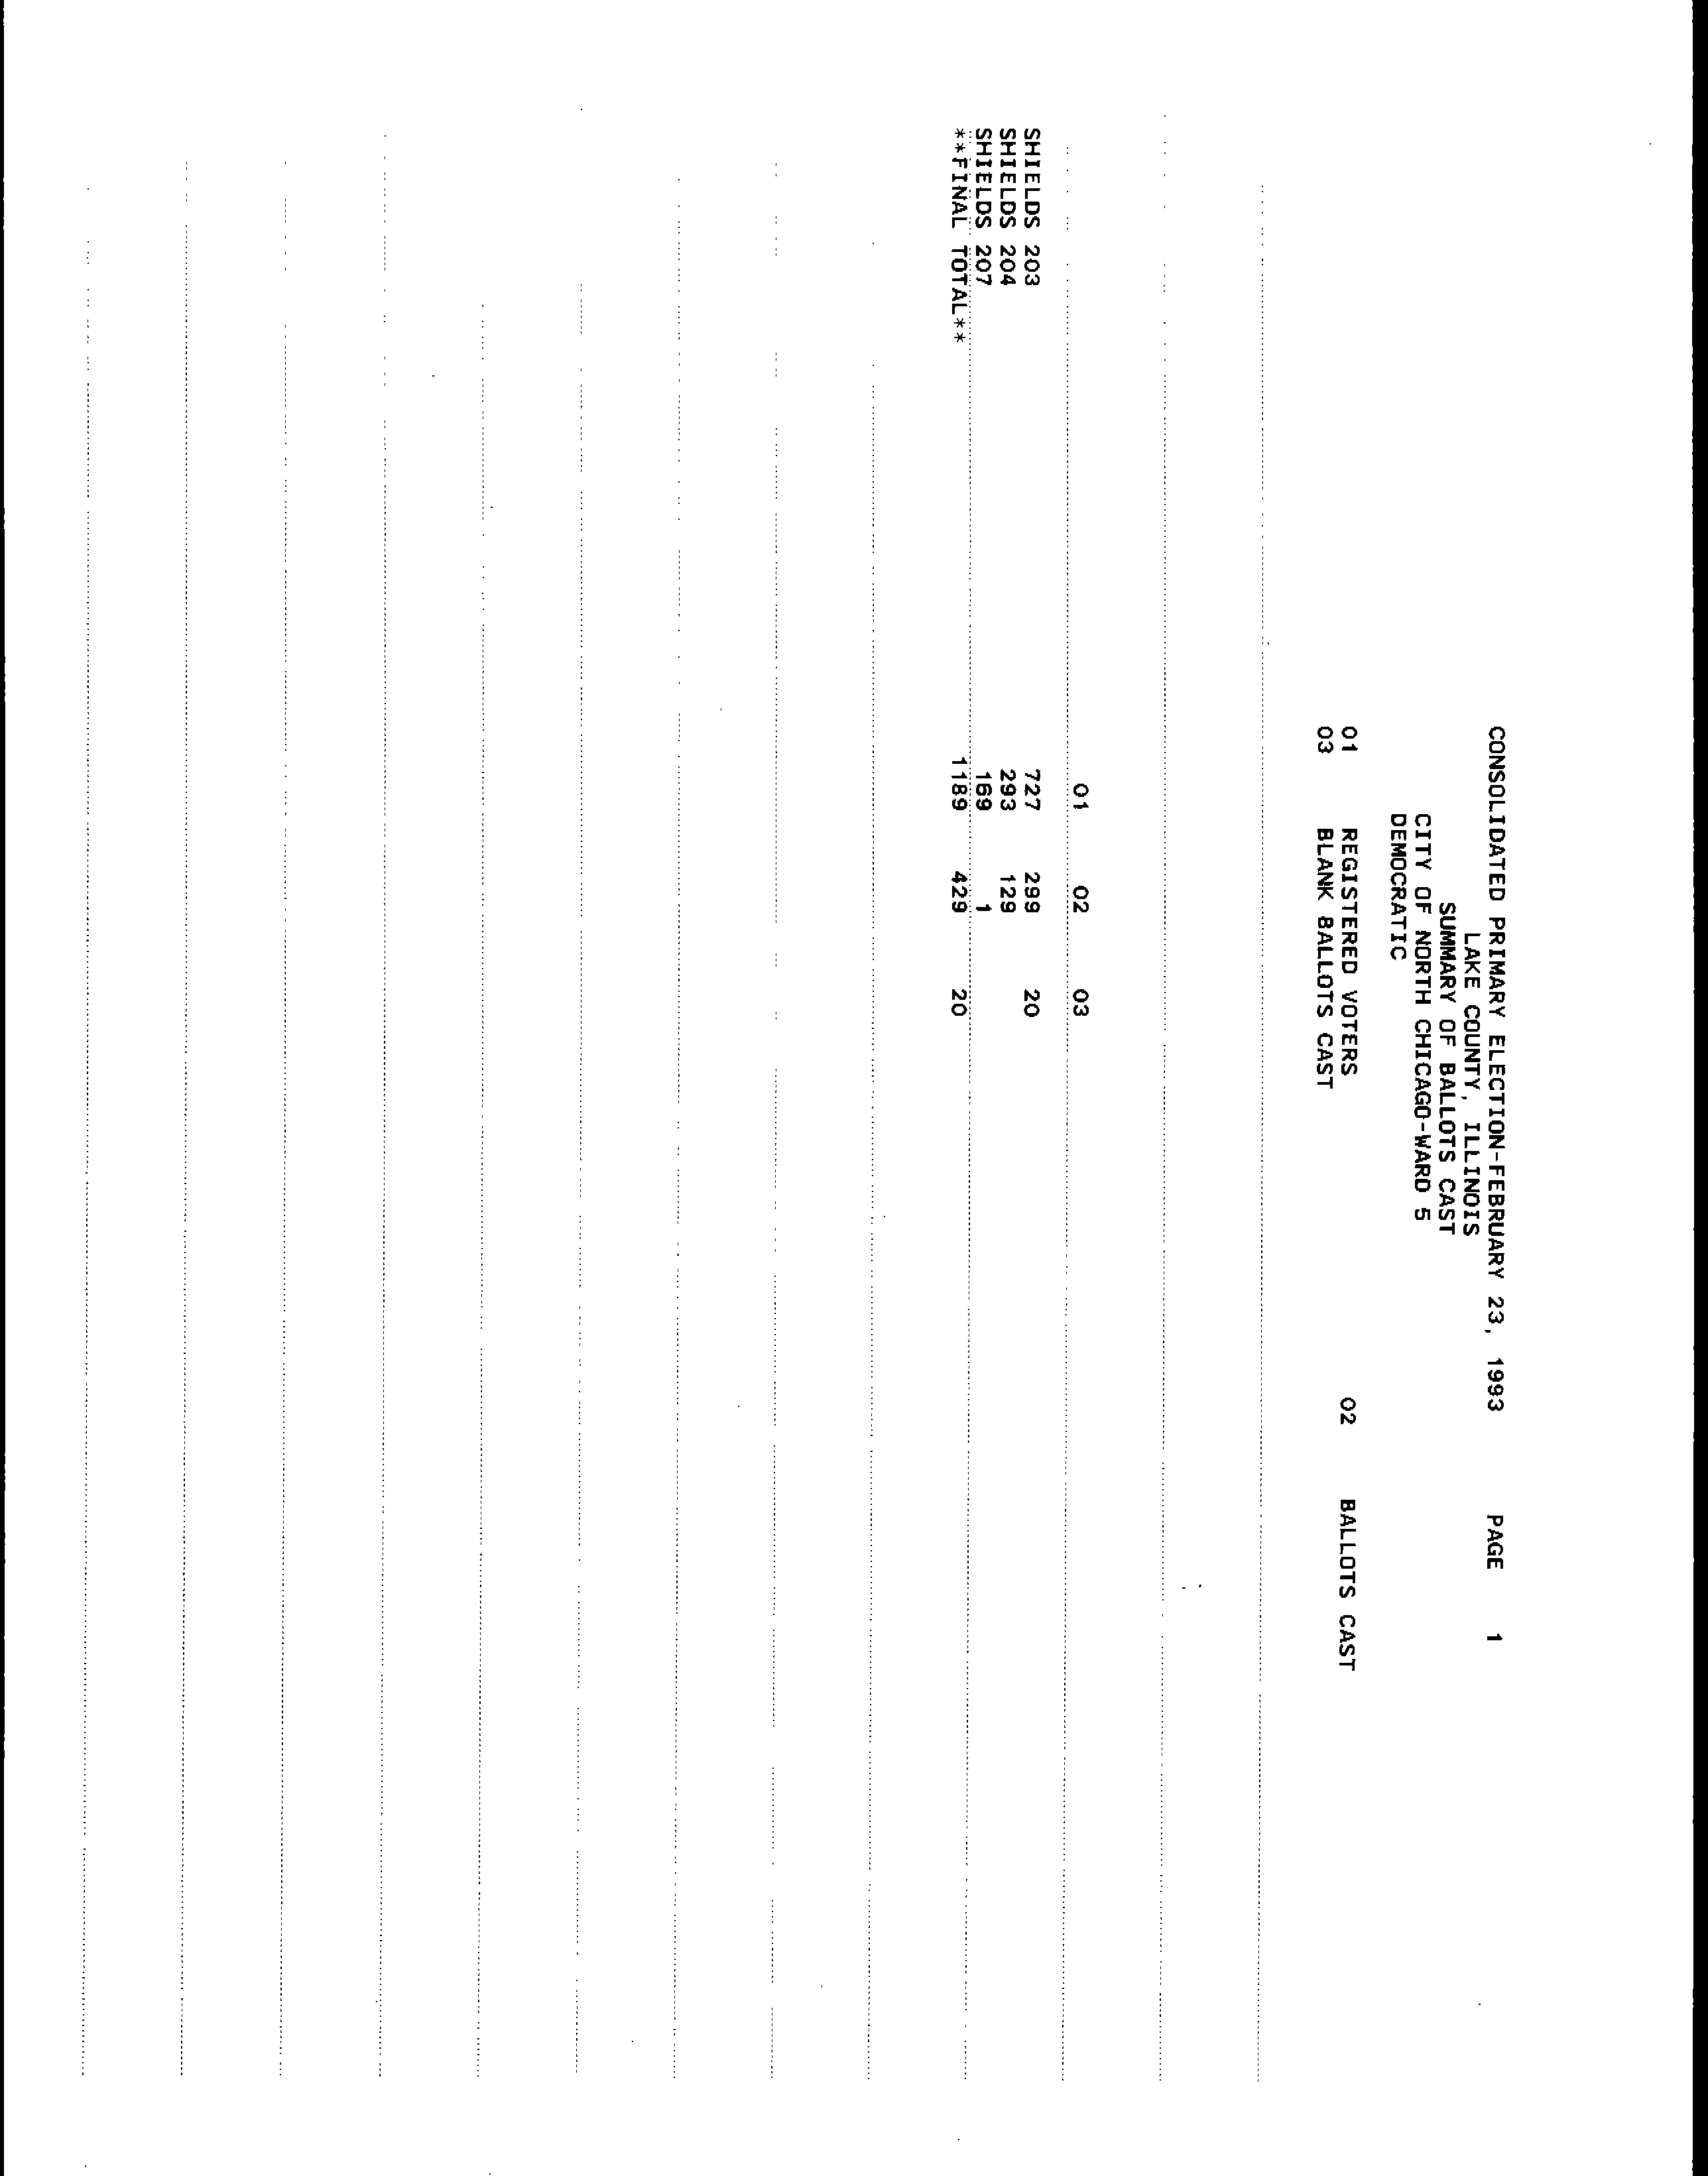 CONSOLIDATED PRIMARY ELECTION-FEBRUARY 23, 1993 PAGE 1
LAKE COUNTY, ILLINOIS
SUMMARY OF BALLOTS CAST
CITY OF NORTH CHICAGO-WARD 5
DEMOCRATIC
01 REGISTERED VOTERS 02 BALLOTS CAST
03 BLANK BALLOTS CAST
01 02 03
SHIELDS 203 727 299 20
SHIELDS 204 293 129
SHIELDS 207 169 1
**FINAL TOTAL** 1189 429 20